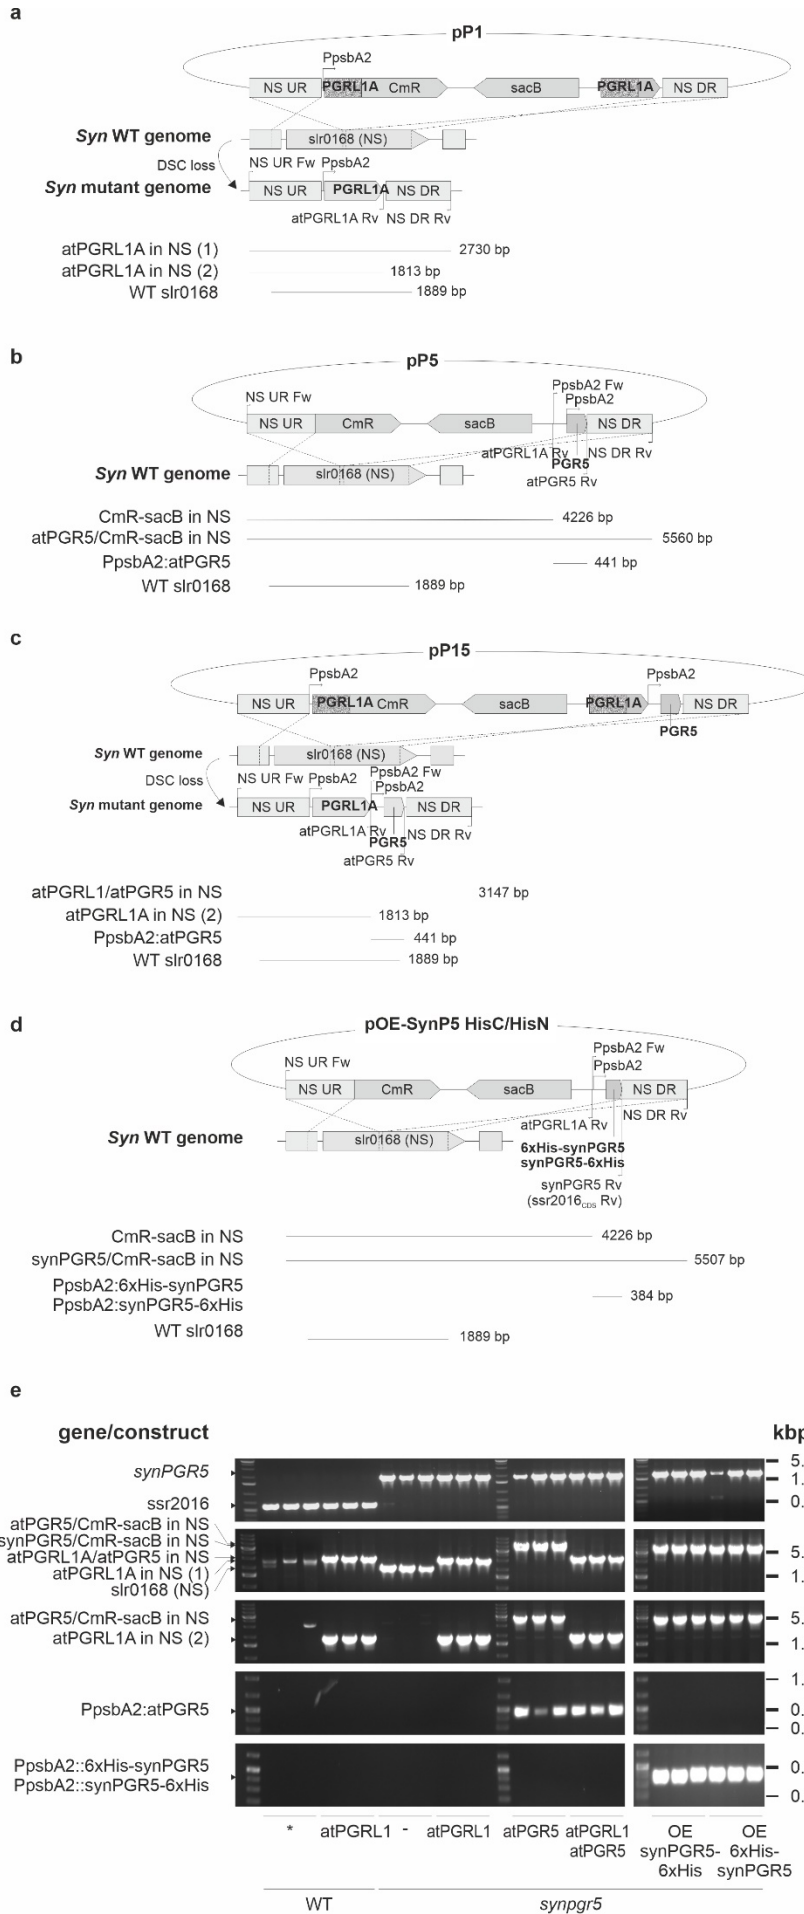 a
pP1
PpsbA2
NS UR PGRL1A CmR sacB PGRL1A NS DR
Syn WT genome slr0168 (NS)
DSC loss NS UR Fw PpsbA2
Syn mutant genome NS UR PGRL1A NS DR
atPGRL1A Rv NS DR Rv
atPGRL1A in NS (1) 2730 bp
atPGRL1A in NS (2) 1813 bp
WT slr0168 1889 bp
b
pP5
PpsbA2 Fw
NS UR Fw PpsbA2
NS UR CmR sacB NS DR
atPGRL1A Rv NS DR Rv
PGR5
Syn WT genome slr0168 (NS) atPGR5 Rv
CmR-sacB in NS 4226 bp
atPGR5/CmR-sacB in NS 5560 bp
PpsbA2:atPGR5 441 bp
WT slr0168 1889 bp
c
pP15
PpsbA2 PpsbA2
NS UR PGRL1A CmR sacB PGRL1A NS DR
PGR5
Syn WT genome slr0168 (NS)
DSC loss NS UR Fw PpsbA2 PpsbA2 Fw
PpsbA2
Syn mutant genome NS UR PGRL1A NS DR
atPGRL1A Rv NS DR Rv
PGR5
atPGR5 Rv
atPGRL1/atPGR5 in NS 3147 bp
atPGRL1A in NS (2) 1813 bp
PpsbA2:atPGR5 441 bp
WT slr0168 1889 bp
d
pOE-SynP5 HisC/HisN
PpsbA2 Fw
NS UR Fw PpsbA2
NS UR CmR sacB NS DR
NS DR Rv
atPGRL1A Rv
Syn WT genome slr0168 (NS)
6xHis-synPGR5
synPGR5-6xHis
synPGR5 Rv
(ssr2016CDS Rv)
CmR-sacB in NS 4226 bp
synPGR5/CmR-sacB in NS 5507 bp
PpsbA2:6xHis-synPGR5
PpsbA2:synPGR5-6xHis 384 bp
WT slr0168 1889 bp
e
gene/construct kbp
synPGR5 5.
1.
ssr2016 0.
atPGR5/CmR-sacB in NS
synPGR5/CmR-sacB in NS
atPGRL1A/atPGR5 in NS 5.
atPGRL1A in NS (1)
slr0168 (NS) 1.
atPGR5/CmR-sacB in NS 5.
atPGRL1A in NS (2) 1.
1.
PpsbA2:atPGR5 0.
0.
PpsbA2::6xHis-synPGR5 0.
PpsbA2::synPGR5-6xHis
0.
* atPGRL1 - atPGRL1 atPGR5 atPGRL1 OE OE
atPGR5 synPGR5- 6xHis-
6xHis synPGR5
WT synpgr5